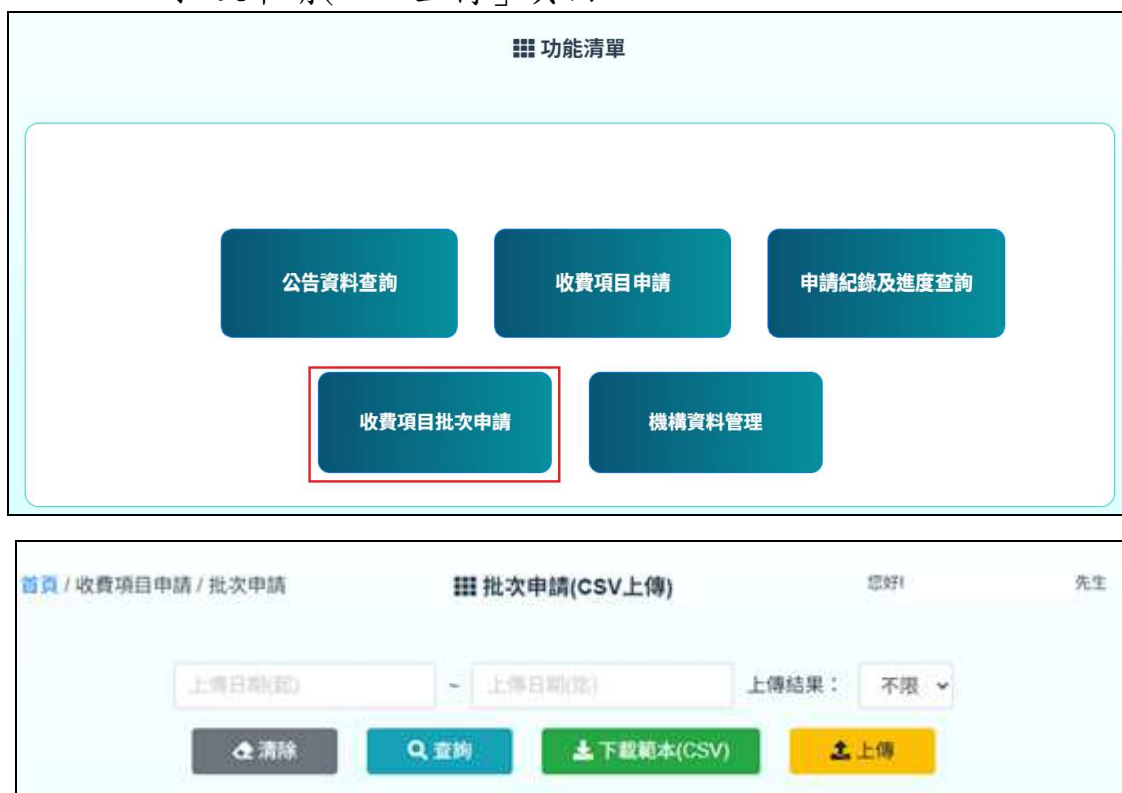 功能清單
公告資料查詢
收費項目申請
申請紀錄及進度查詢
收費項目批次申請
機構資料管理
首頁 / 收費項目申請 / 批次申請
批次申請(CSV上傳)
您好!
先生
上傳日期(起)
~
上傳日期(迄)
上傳結果：
不限
清除
查詢
下載範本(CSV)
上傳